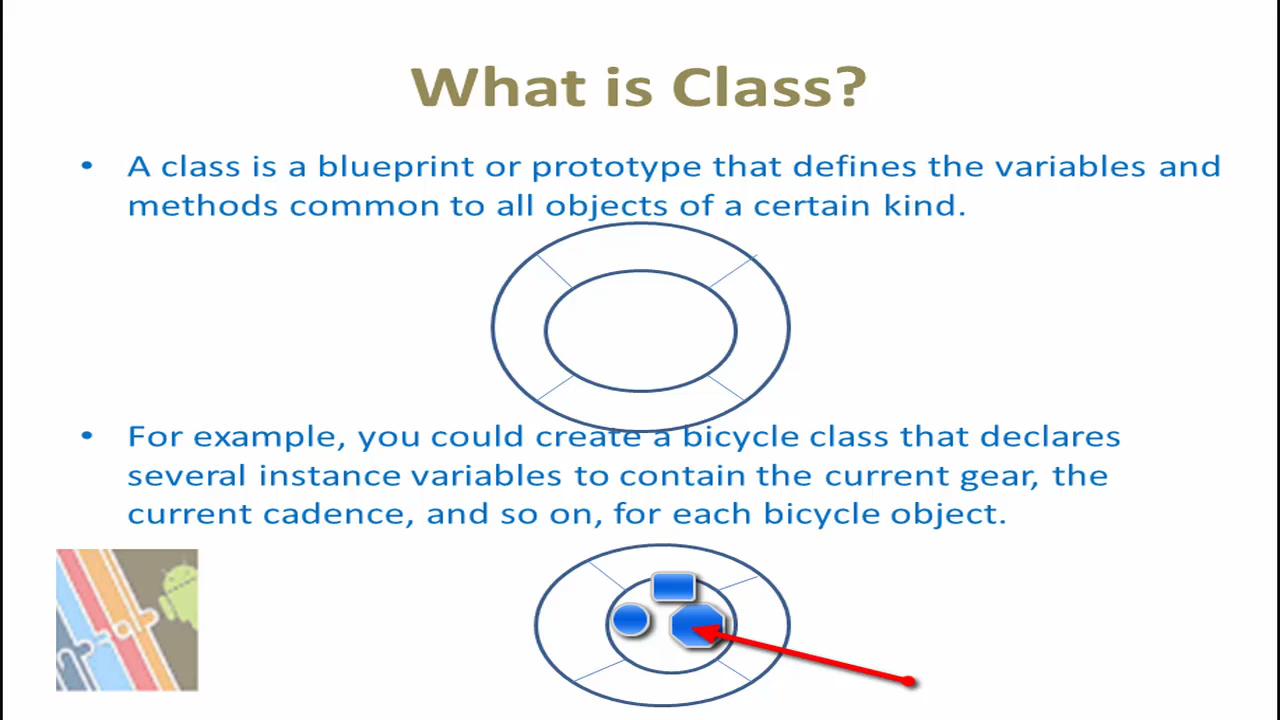 What is Class?
• A class is a blueprint or prototype that defines the variables and
methods common to all objects of a certain kind.
• For example, you could create a bicycle class that declares
several instance variables to contain the current gear, the
current cadence, and so on, for each bicycle object.